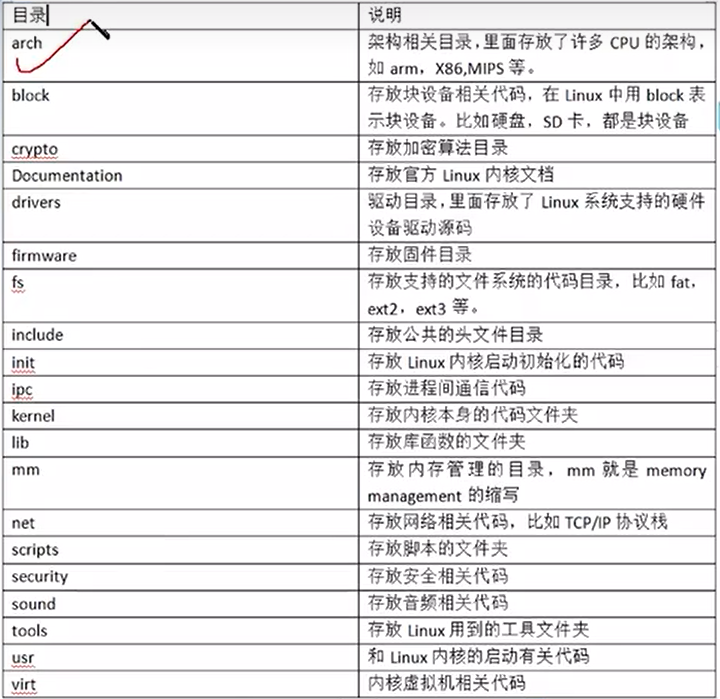 目录 说明
arch 架构相关目录，里面存放了许多 CPU 的架构，
如 arm，X86,MIPS 等。
block 存放块设备相关代码，在 Linux 中用 block 表
示块设备。比如硬盘，SD 卡，都是块设备
crypto 存放加密算法目录
Documentation 存放官方 Linux 内核文档
drivers 驱动目录，里面存放了 Linux 系统支持的硬件
设备驱动源码
firmware 存放固件目录
fs 存放支持的文件系统的代码目录，比如 fat，
ext2，ext3 等。
include 存放公共的头文件目录
init 存放 Linux 内核启动初始化的代码
ipc 存放进程间通信代码
kernel 存放内核本身的代码文件夹
lib 存放库函数的文件夹
mm 存放内存管理的目录，mm 就是 memory
management 的缩写
net 存放网络相关代码，比如 TCP/IP 协议栈
scripts 存放脚本的文件夹
security 存放安全相关代码
sound 存放音频相关代码
tools 存放 Linux 用到的工具文件夹
usr 和 Linux 内核的启动有关代码
virt 内核虚拟机相关代码